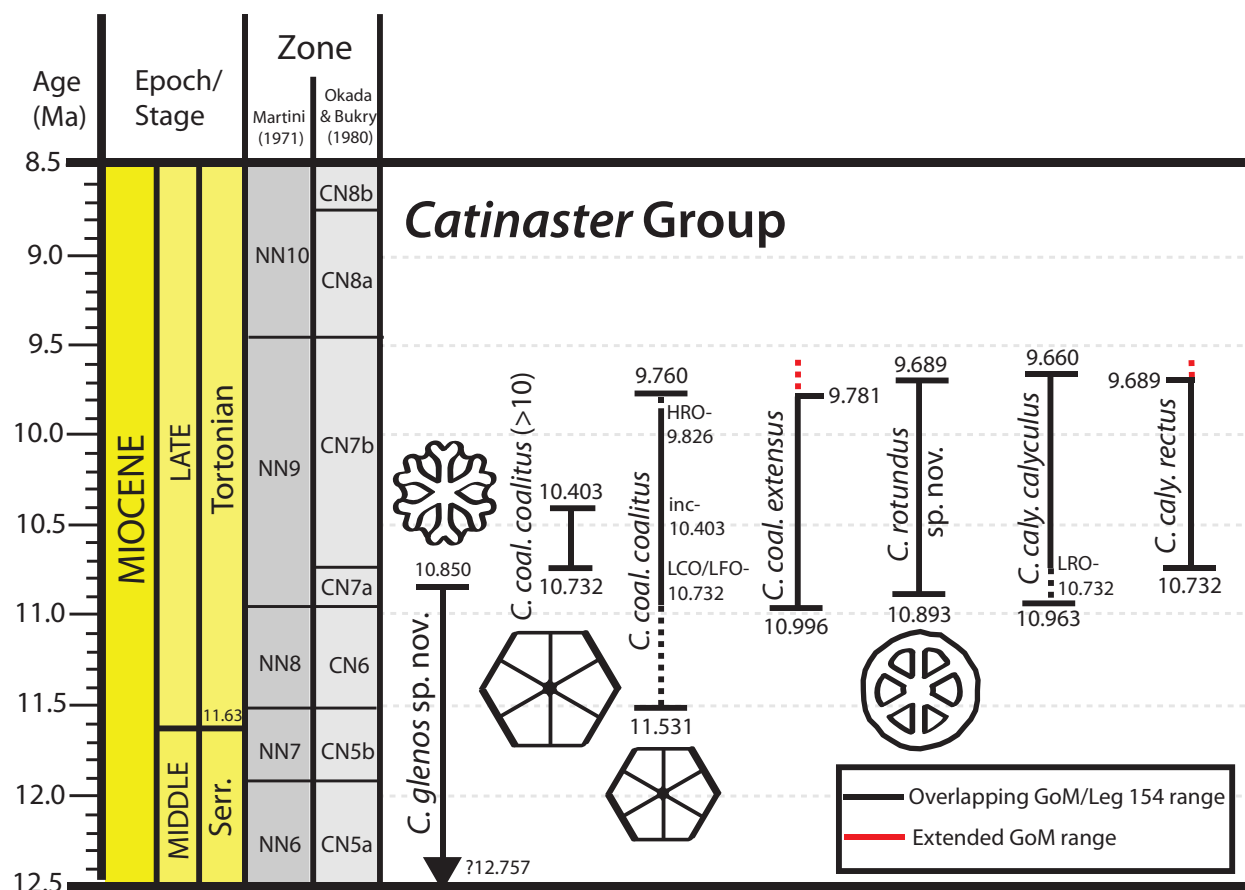 Age
(Ma)
Epoch/
Stage
Zone
Martini
(1971)
Okada
& Bukry
(1980)
8.5
9.0
9.5
10.0
10.5
11.0
11.5
12.0
12.5
MIOCENE
LATE
MIDDLE
Tortonian
11.63
Serr.
NN10
NN9
NN8
NN7
NN6
CN8b
CN8a
CN7b
CN7a
CN6
CN5b
CN5a
Catinaster Group
10.850
C. glenos sp. nov.
?12.757
C. coal. coalitus (>10)
10.403
10.732
9.760
C. coal. coalitus
HRO-
9.826
inc-
10.403
LCO/LFO-
10.732
11.531
C. coal. extensus
9.781
10.996
9.689
C. rotundus
sp. nov.
10.893
9.660
C. caly. calyculus
LRO-
10.732
10.963
9.689
C. caly. rectus
10.732
Overlapping GoM/Leg 154 range
Extended GoM range